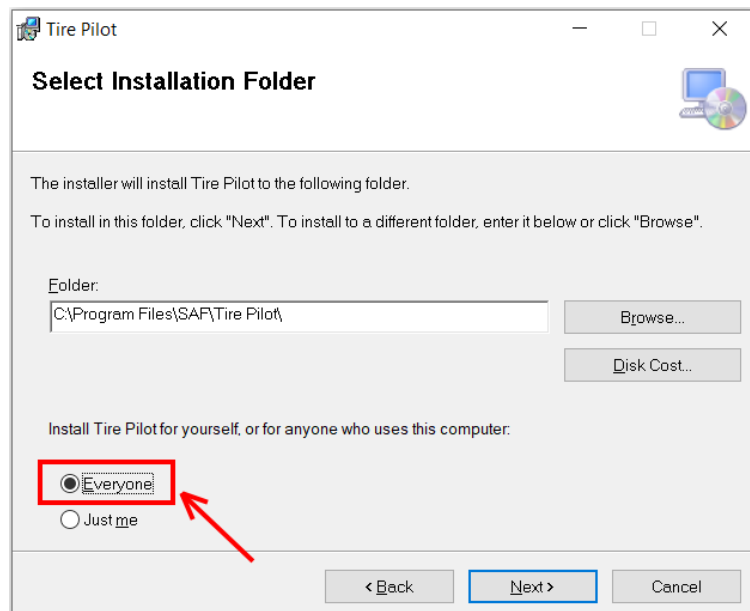 Tire Pilot
Select Installation Folder
The installer will install Tire Pilot to the following folder.
To install in this folder, click "Next". To install to a different folder, enter it below or click "Browse".
Folder:
C:\Program Files\SAF\Tire Pilot\
Browse...
Disk Cost...
Install Tire Pilot for yourself, or for anyone who uses this computer:
Everyone
Just me
< Back
Next >
Cancel